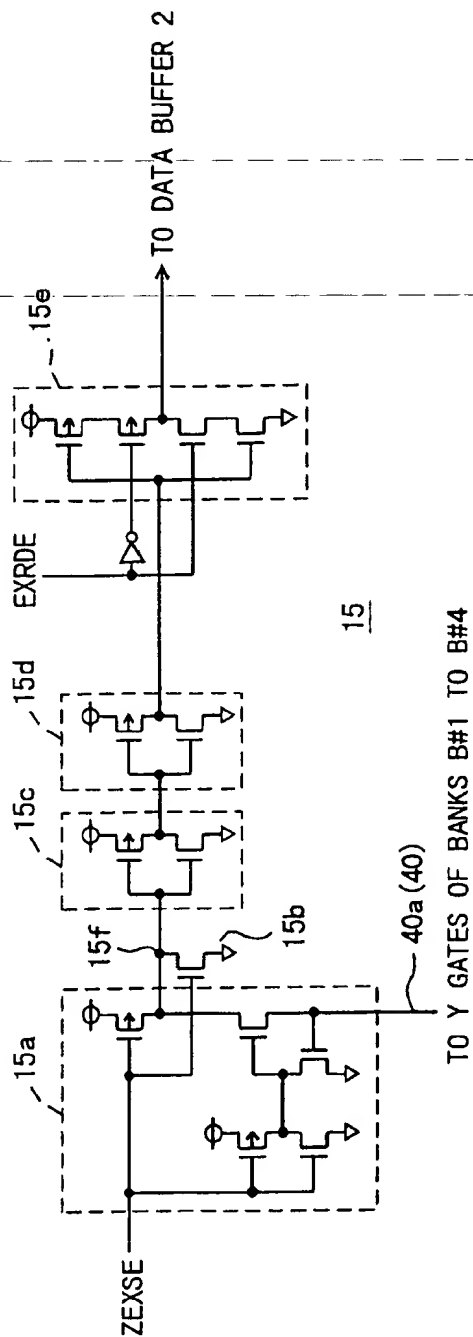 TO DATA BUFFER 2
15e
EXRDE
15d
15c
15
15f
15b
15a
40a (40)
TO Y GATES OF BANKS B#1 TO B#4
ZEXSE